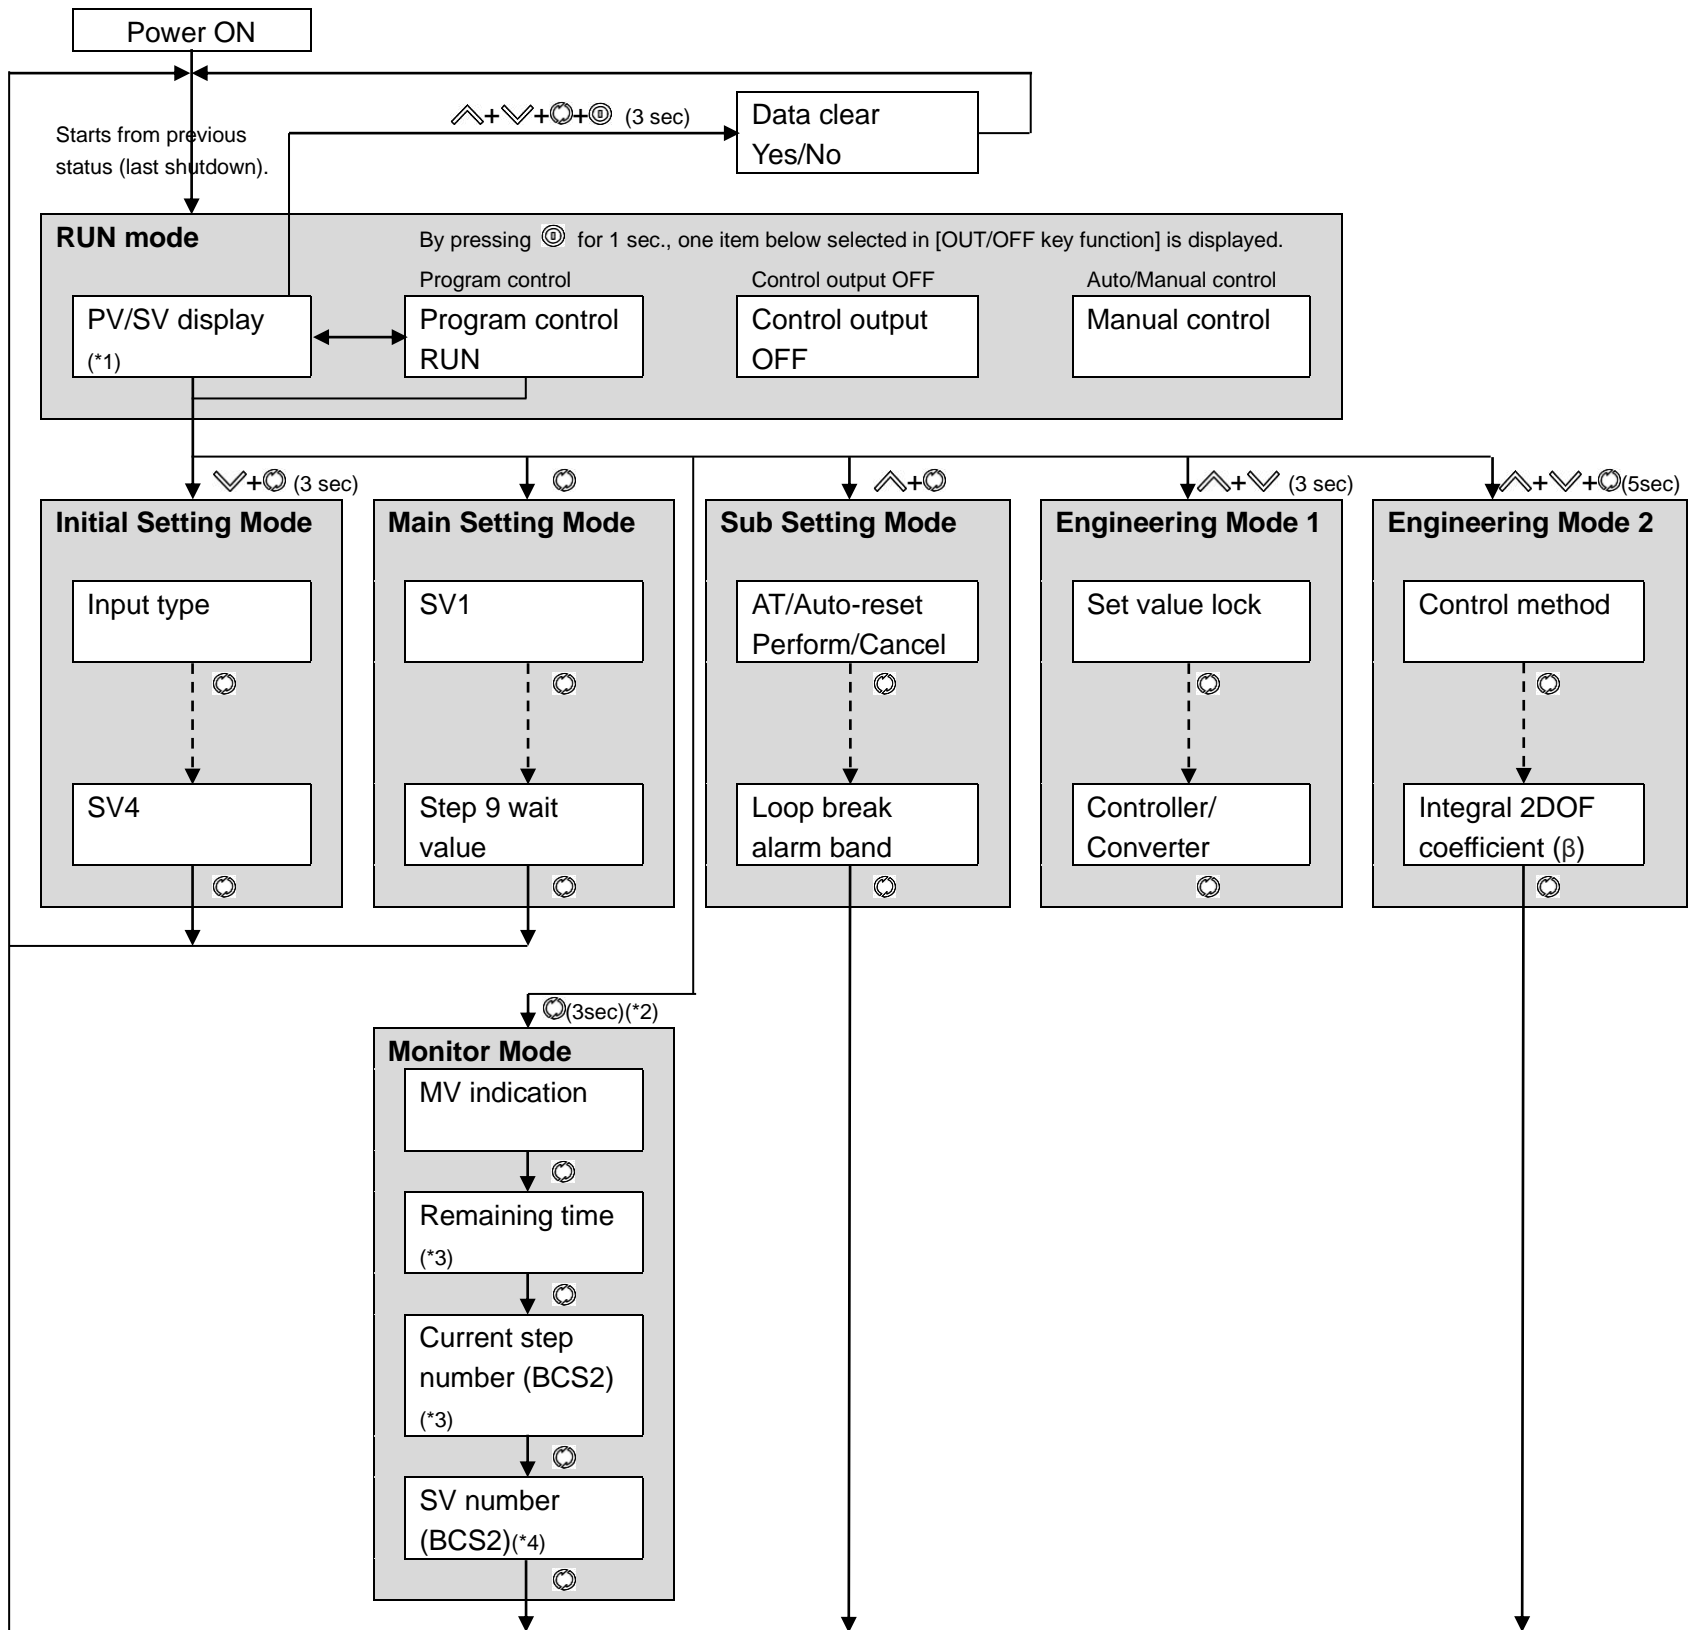 Power ON
Starts from previous
status (last shutdown).
+ + + (3 sec)
Data clear
Yes/No
RUN mode
By pressing for 1 sec., one item below selected in [OUT/OFF key function] is displayed.
Program control
Control output OFF
Auto/Manual control
PV/SV display
(*1)
Program control
RUN
Control output
OFF
Manual control
+ (3 sec)
+
+ (3 sec)
+ + (5sec)
Initial Setting Mode
Main Setting Mode
Sub Setting Mode
Engineering Mode 1
Engineering Mode 2
Input type
SV1
AT/Auto-reset
Perform/Cancel
Set value lock
Control method
SV4
Step 9 wait
value
Loop break
alarm band
Controller/
Converter
Integral 2DOF
coefficient (β)
(3sec)(*2)
Monitor Mode
MV indication
Remaining time
(*3)
Current step
number (BCS2)
(*3)
SV number
(BCS2)(*4)